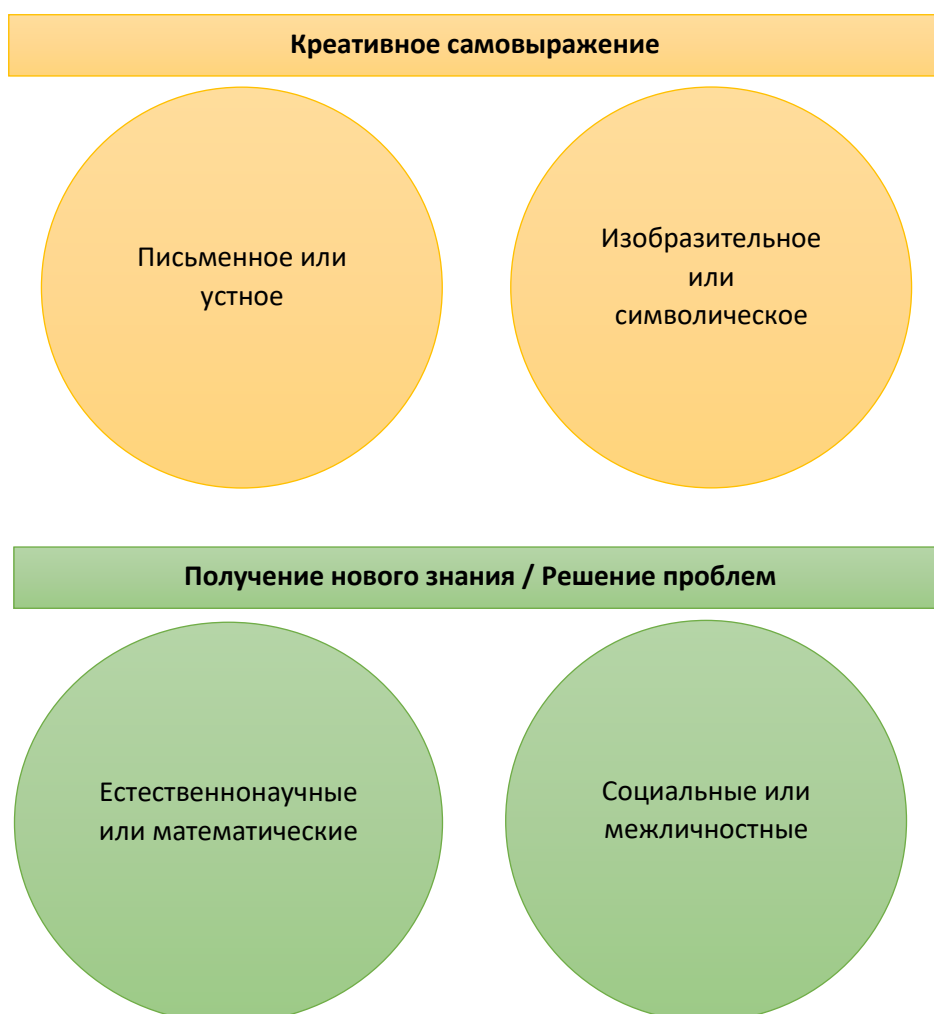 Креативное самовыражение
Письменное или
устное
Изобразительное
или
символическое
Получение нового знания / Решение проблем
Естественнонаучные
или математические
Социальные или
межличностные